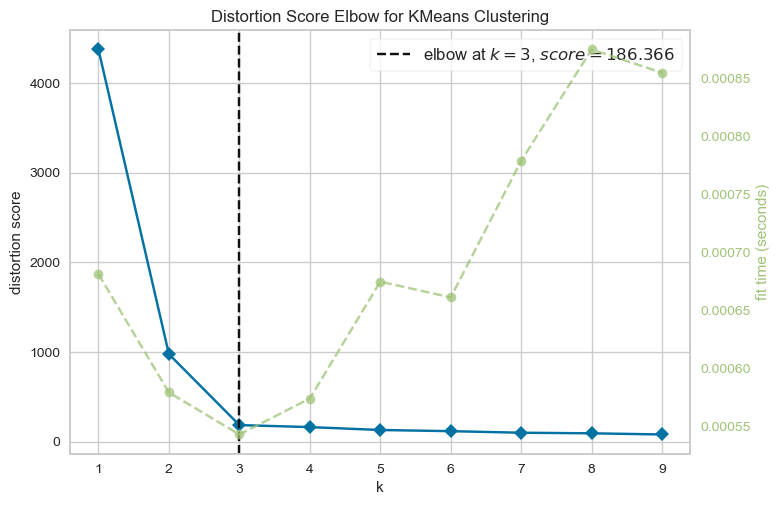 Distortion Score Elbow for KMeans Clustering
elbow at k = 3, score = 186.366
distortion score
4000
3000
2000
1000
0
0.00085
0.00080
0.00075
0.00070
0.00065
0.00060
0.00055
fit time (seconds)
1 2 3 4 5 6 7 8 9
k